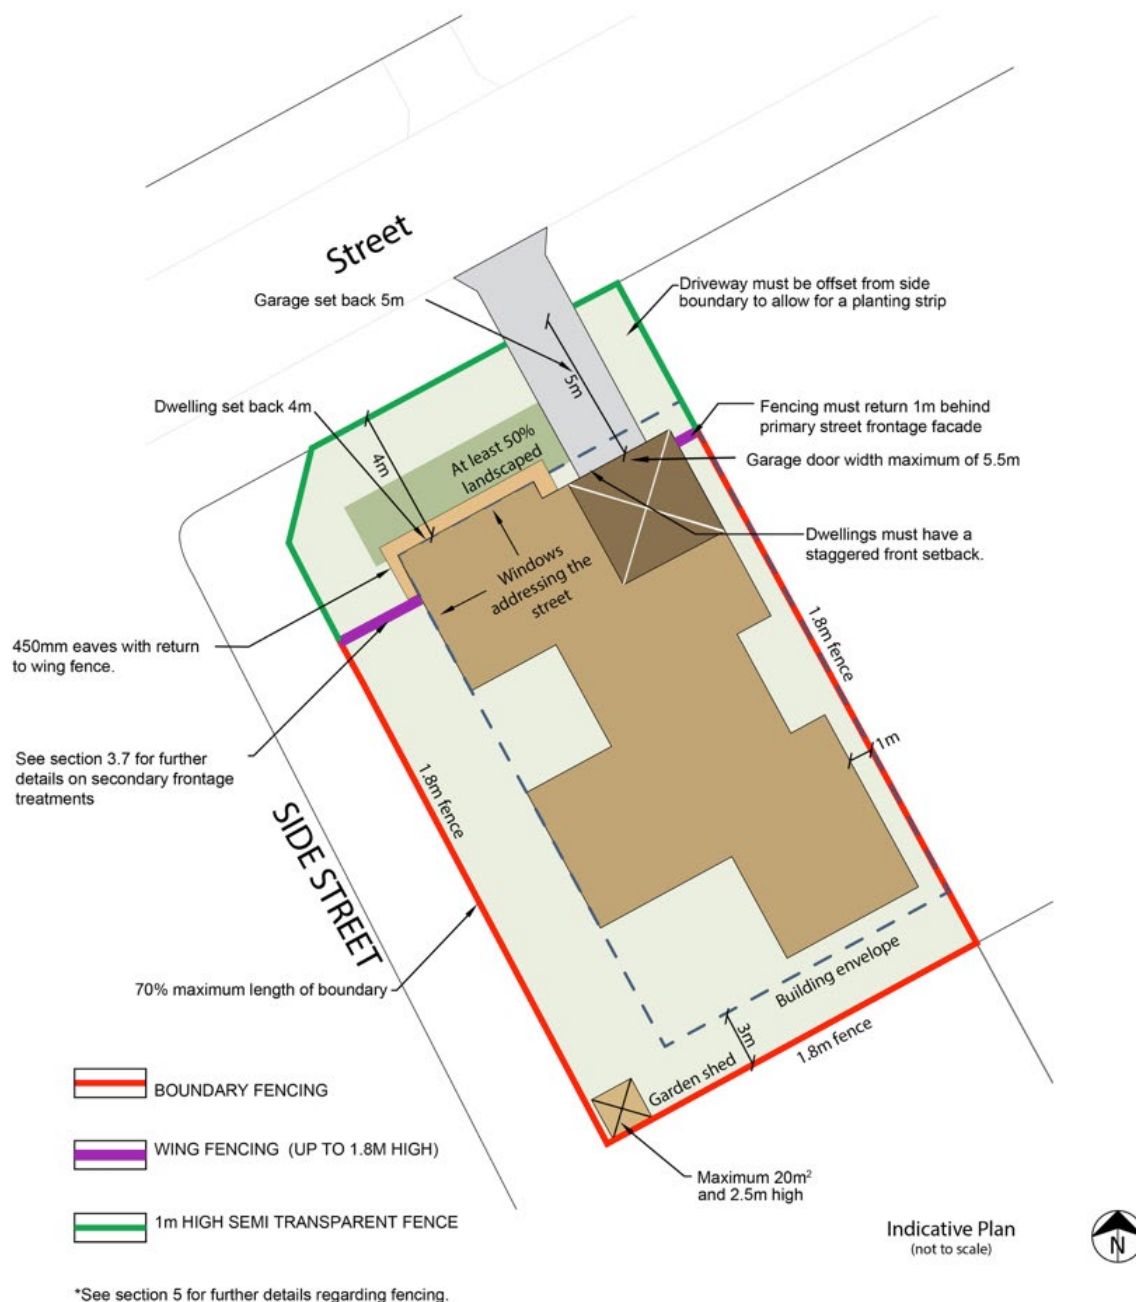 Street
Garage set back 5m
Driveway must be offset from side
boundary to allow for a planting strip
5m
Dwelling set back 4m
4m
At least 50%
landscaped
Fencing must return 1m behind
primary street frontage facade
Garage door width maximum of 5.5m
Dwellings must have a
staggered front setback.
Windows
addressing the
street
450mm eaves with return
to wing fence.
1.8m fence
1m
See section 3.7 for further
details on secondary frontage
treatments
1.8m fence
SIDE STREET
70% maximum length of boundary
Building envelope
3m
1.8m fence
Garden shed
BOUNDARY FENCING
WING FENCING (UP TO 1.8M HIGH)
Maximum 20m²
and 2.5m high
1m HIGH SEMI TRANSPARENT FENCE
Indicative Plan
(not to scale)
N
*See section 5 for further details regarding fencing.